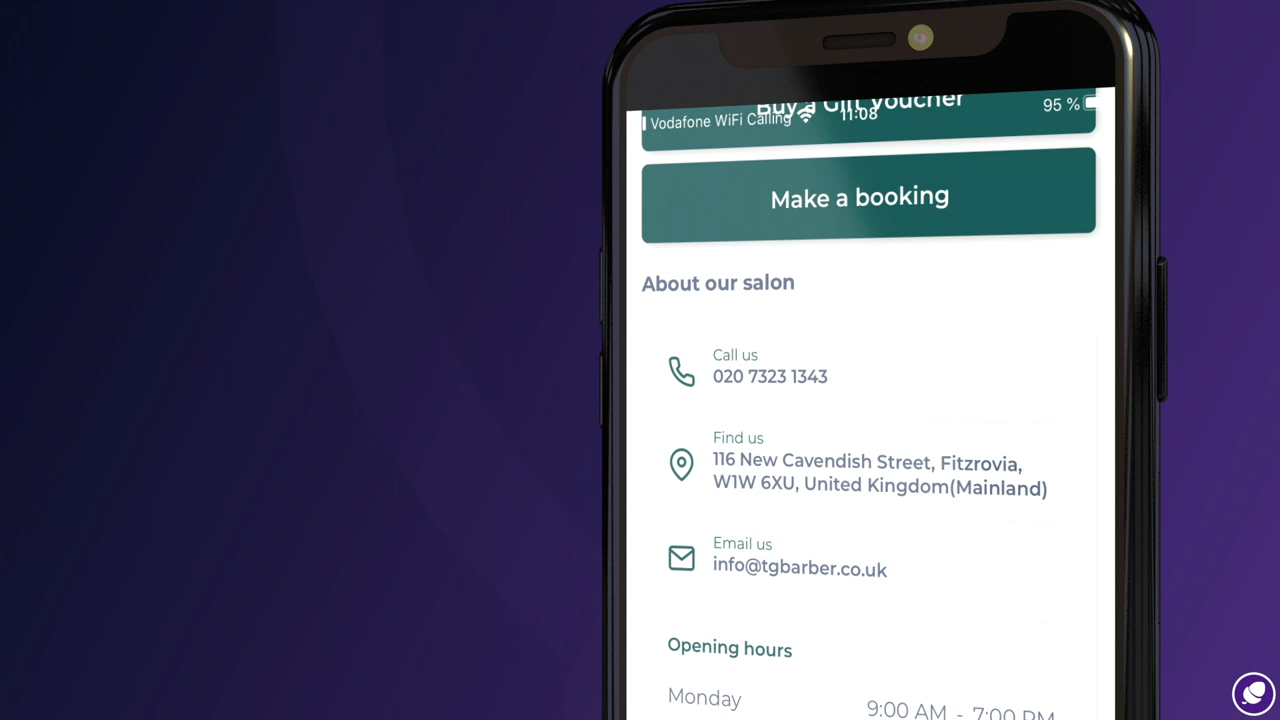 Buy a Gift Voucher
Vodafone WiFi Calling 11:08 95 %
Make a booking
About our salon
Call us
020 7323 1343
Find us
116 New Cavendish Street, Fitzrovia,
W1W 6XU, United Kingdom(Mainland)
Email us
info@tgbarber.co.uk
Opening hours
Monday 9:00 AM - 7:00 PM